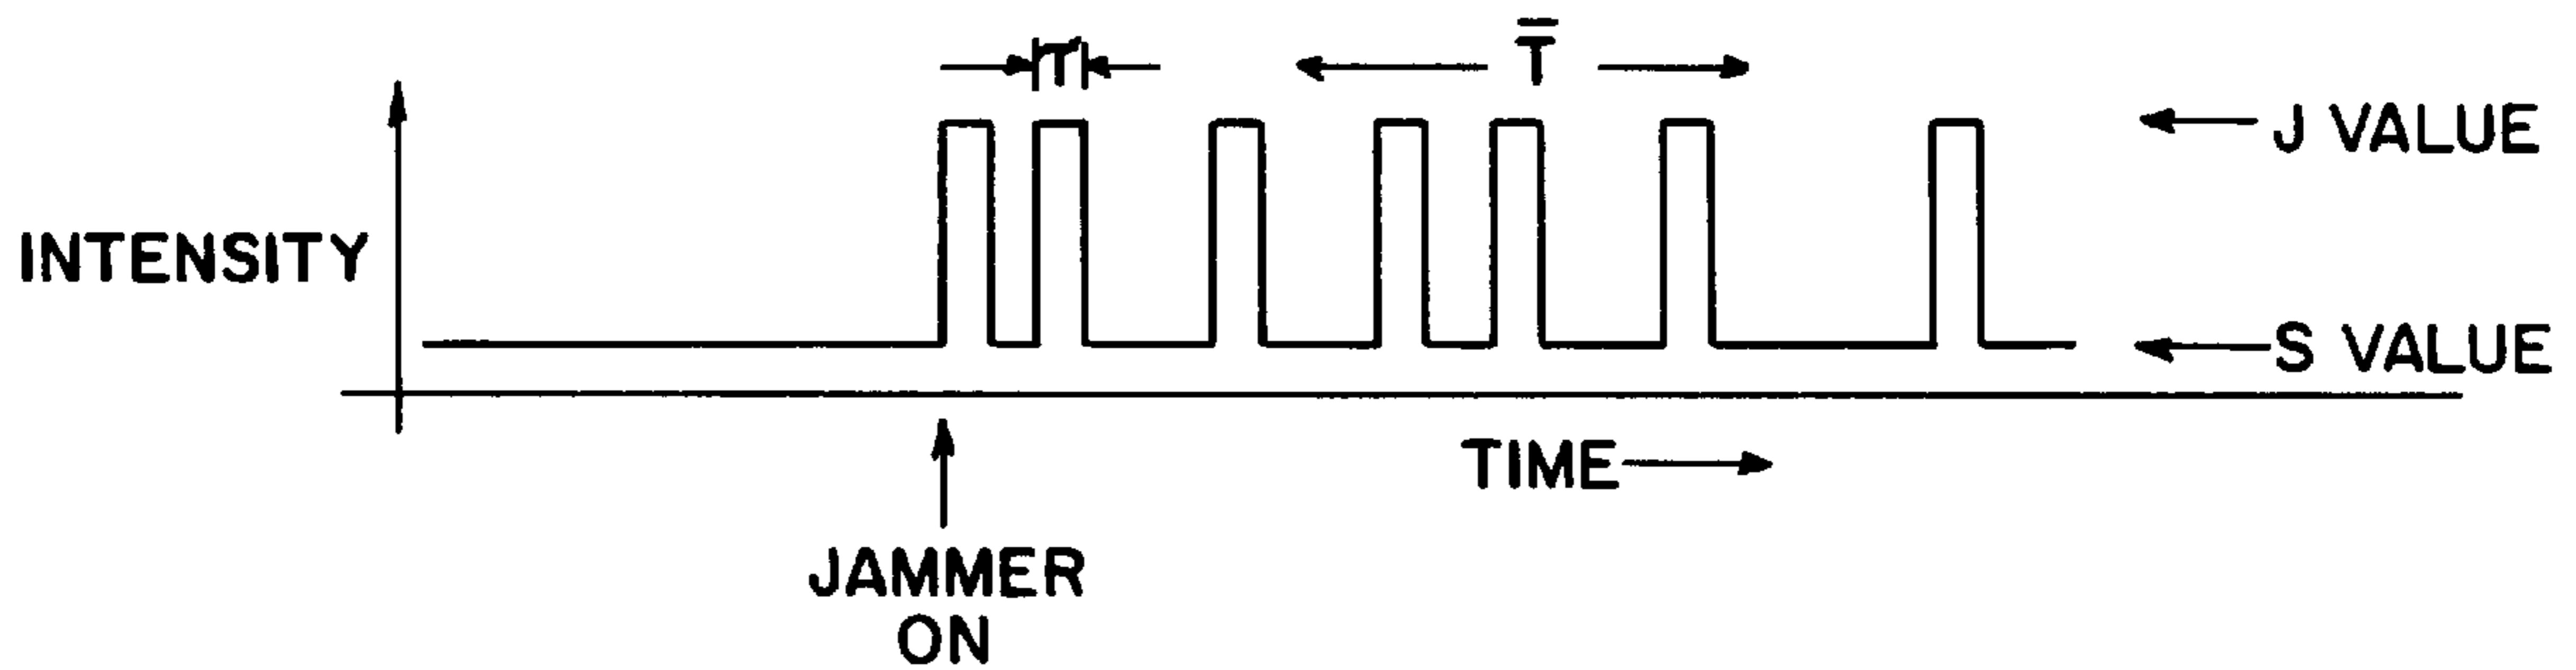 τ
T̅
J VALUE
INTENSITY
S VALUE
TIME
JAMMER
ON